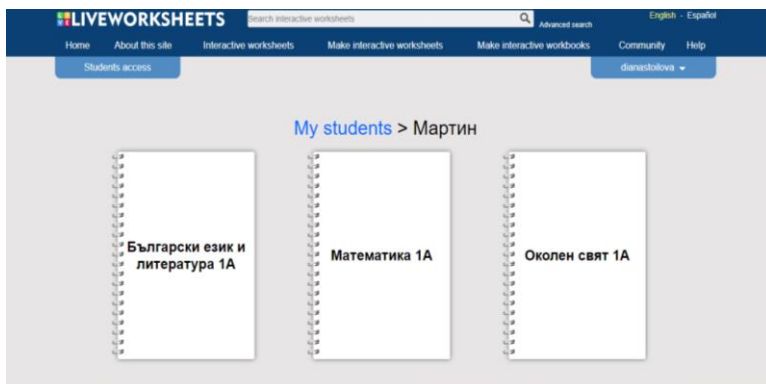 LIVEWORKSHEETS
Search interactive worksheets
Advanced search
English - Español
Home About this site Interactive worksheets Make interactive worksheets Make interactive workbooks Community Help
Students access
dianastoilova
My students > Мартин
Български език и
литература 1А
Математика 1А
Околен свят 1А